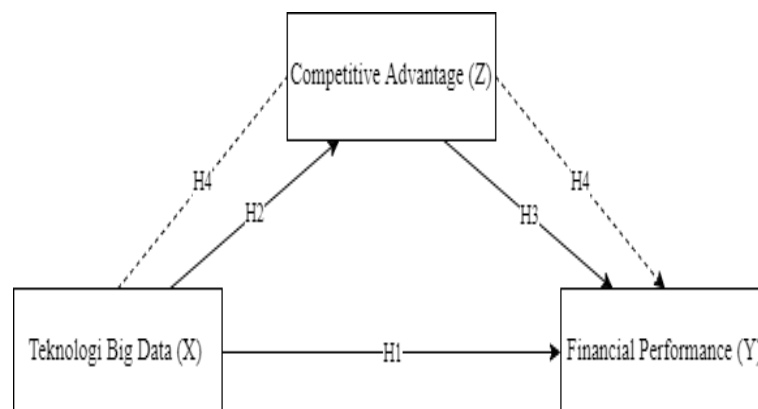 Competitive Advantage (Z)
H4
H4
H2
H3
Teknologi Big Data (X)
H1
Financial Performance (Y)